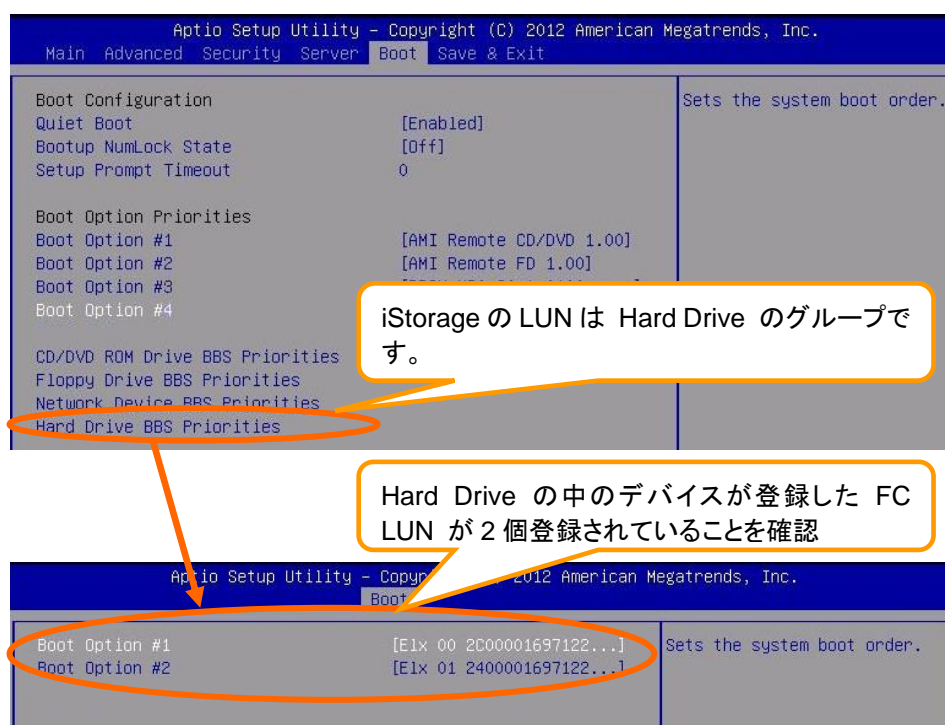 Aptio Setup Utility – Copyright (C) 2012 American Megatrends, Inc.
Main Advanced Security Server Boot Save & Exit
Boot Configuration
Quiet Boot [Enabled]
Bootup NumLock State [Off]
Setup Prompt Timeout 0
Sets the system boot order.
Boot Option Priorities
Boot Option #1 [AMI Remote CD/DVD 1.00]
Boot Option #2 [AMI Remote FD 1.00]
Boot Option #3
Boot Option #4
iStorage の LUN は Hard Drive のグループで
す。
CD/DVD ROM Drive BBS Priorities
Floppy Drive BBS Priorities
Network Device BBS Priorities
Hard Drive BBS Priorities
Hard Drive の中のデバイスが登録した FC
LUN が 2 個登録されていることを確認
Aptio Setup Utility – 2012 American Megatrends, Inc.
Boot
Boot Option #1 [Elx 00 2C00001697122...]
Boot Option #2 [Elx 01 2400001697122...]
Sets the system boot order.